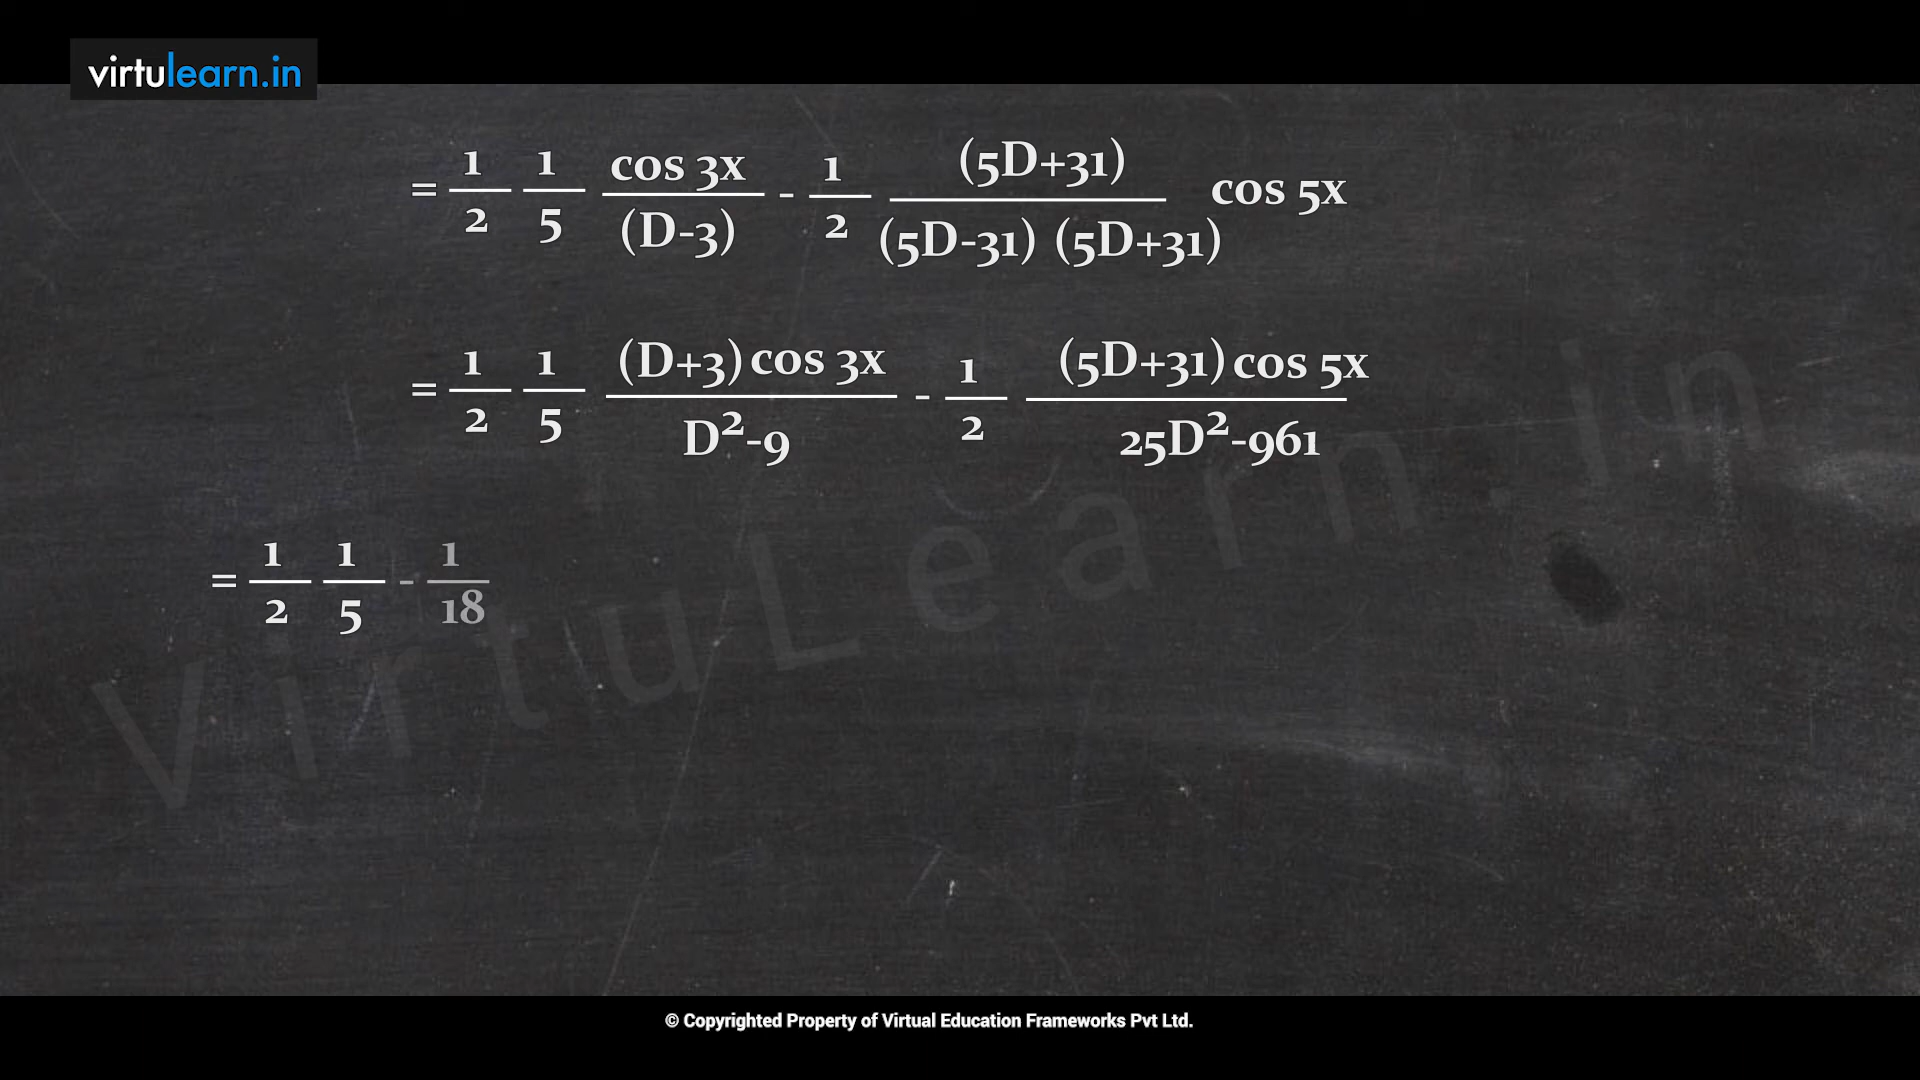 virtulearn.in
= 1/2 1/5 cos 3x/(D-3) - 1/2 (5D+31)/(5D-31) (5D+31) cos 5x
= 1/2 1/5 (D+3) cos 3x/D²-9 - 1/2 (5D+31) cos 5x/25D²-961
= 1/2 1/5 - 1/18
VirtuLearn.in
© Copyrighted Property of Virtual Education Frameworks Pvt Ltd.